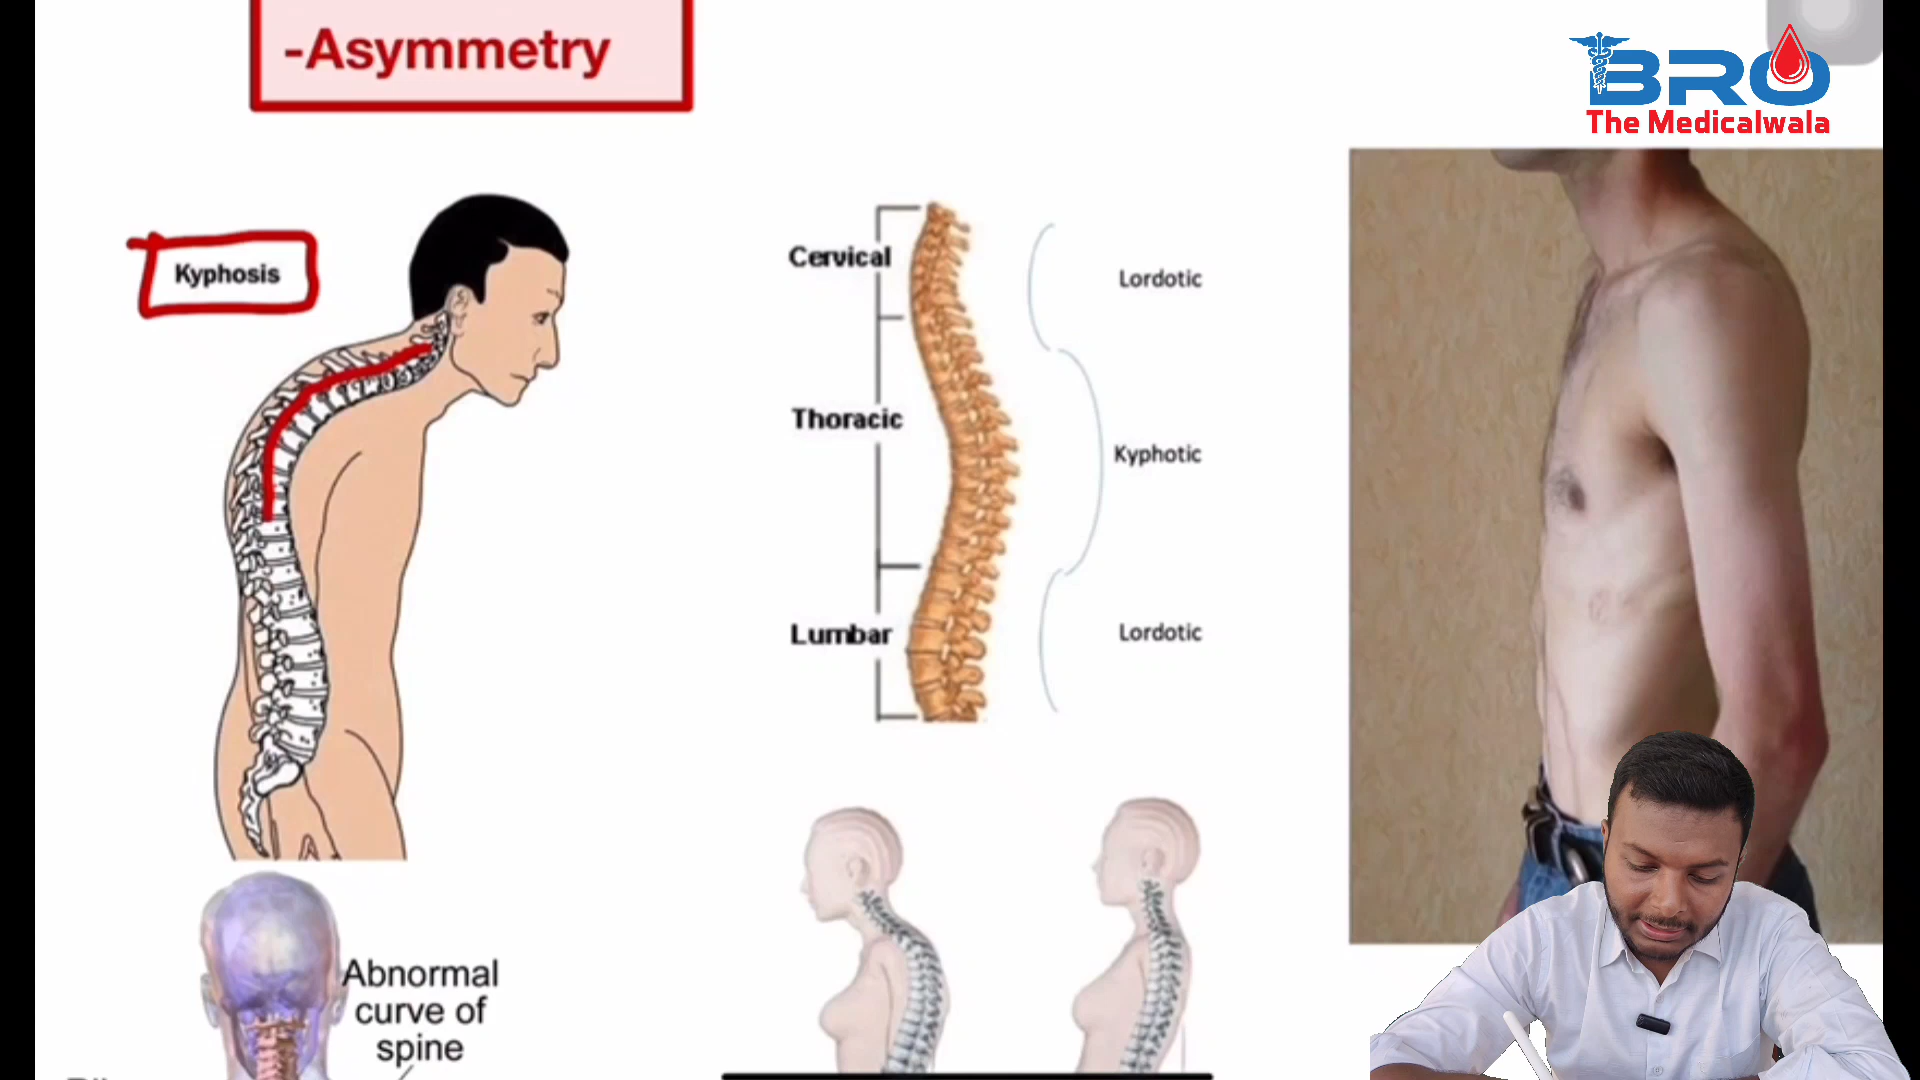 -Asymmetry
BRO
The Medicalwala
Kyphosis
Cervical
Lordotic
Thoracic
Kyphotic
Lumbar
Lordotic
Abnormal
curve of
spine